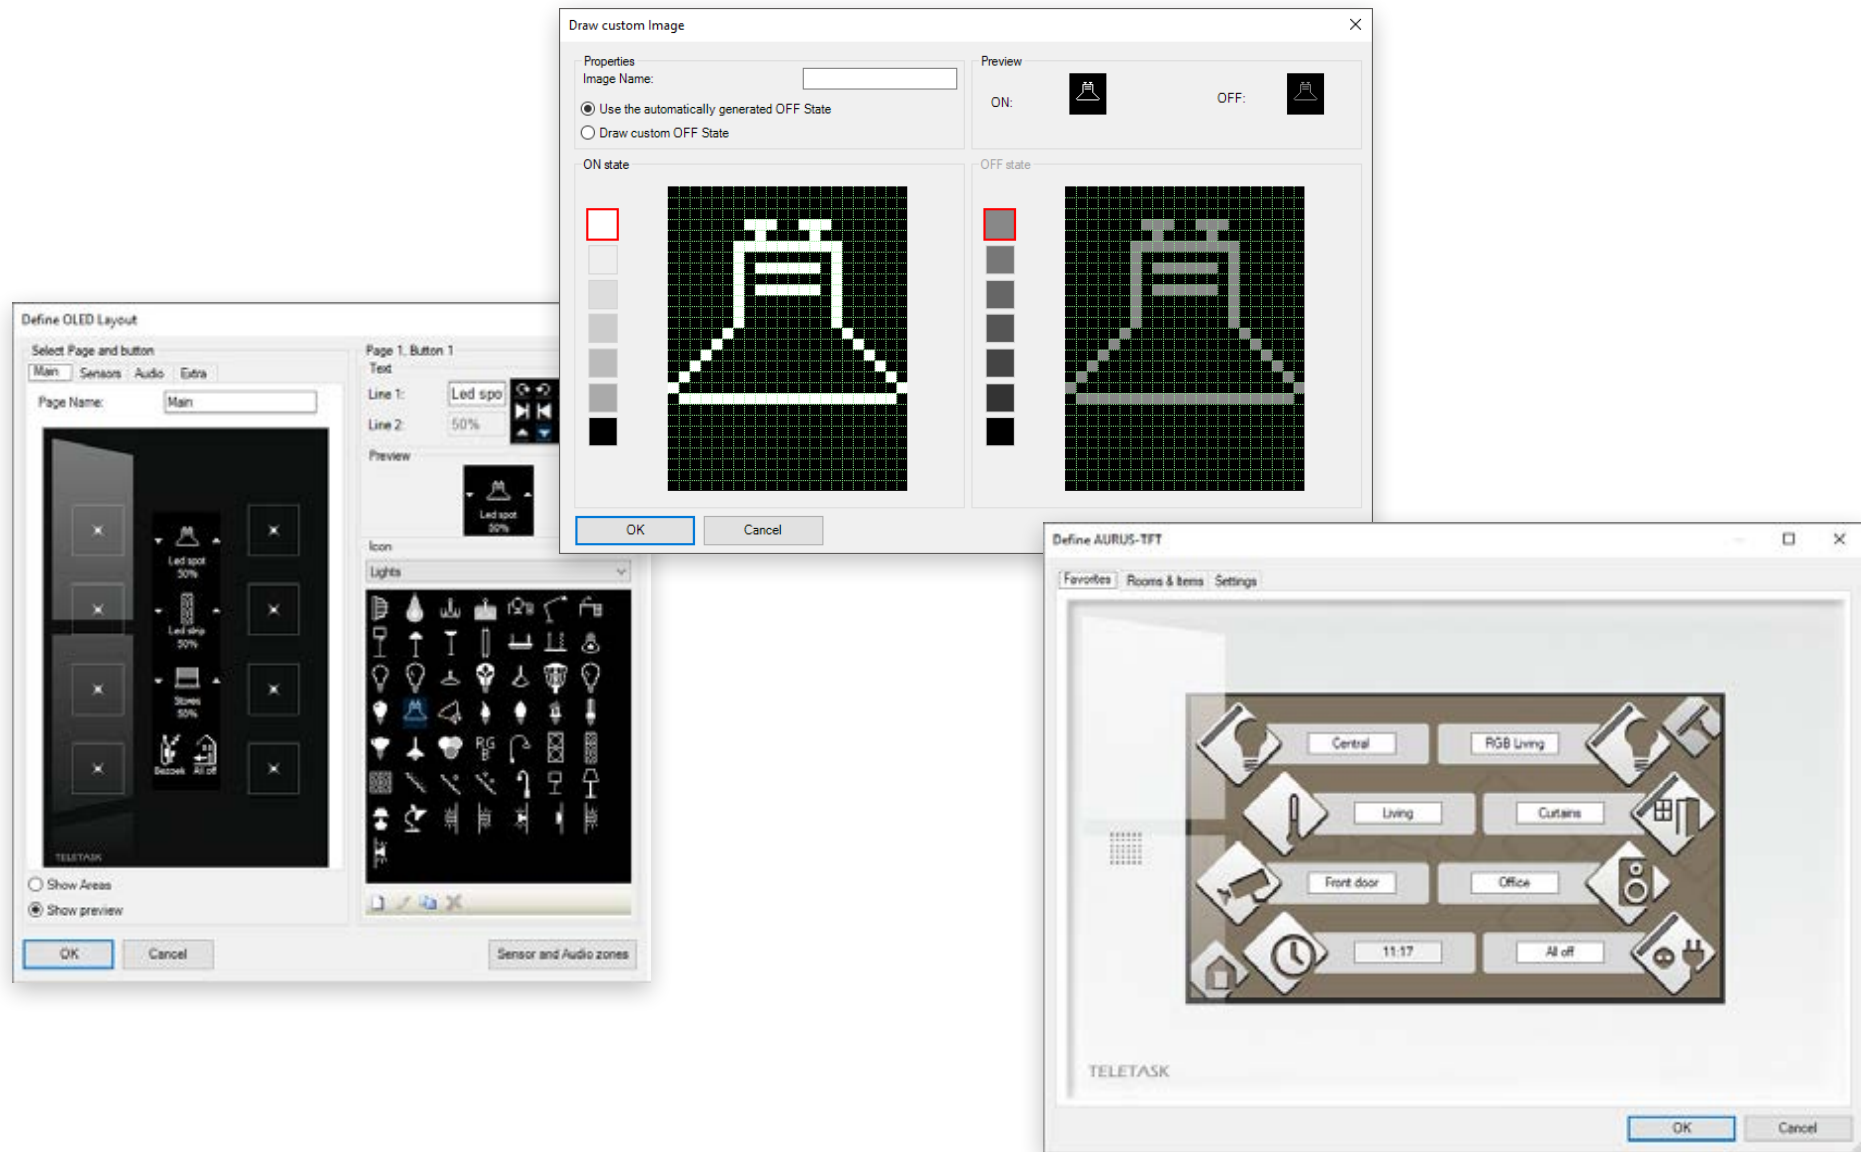 Draw custom Image
Properties
Image Name:
Use the automatically generated OFF State
Draw custom OFF State
Preview
ON:
OFF:
ON state
OFF state
OK
Cancel
Define OLED Layout
Select Page and button
Main
Sensors
Audio
Extra
Page Name:
Main
Led spot
50%
Led strip
50%
Stores
50%
Bezoek
All off
TELETASK
Show Areas
Show preview
OK
Cancel
Page 1, Button 1
Text
Line 1:
Led spo
Line 2:
50%
Preview
Led spot
50%
Icon
Lights
RG
B
Sensor and Audio zones
Define AURUS-TFT
Favorites
Rooms & Items
Settings
Central
RGB Living
Living
Curtains
Front door
Office
11:17
All off
TELETASK
OK
Cancel